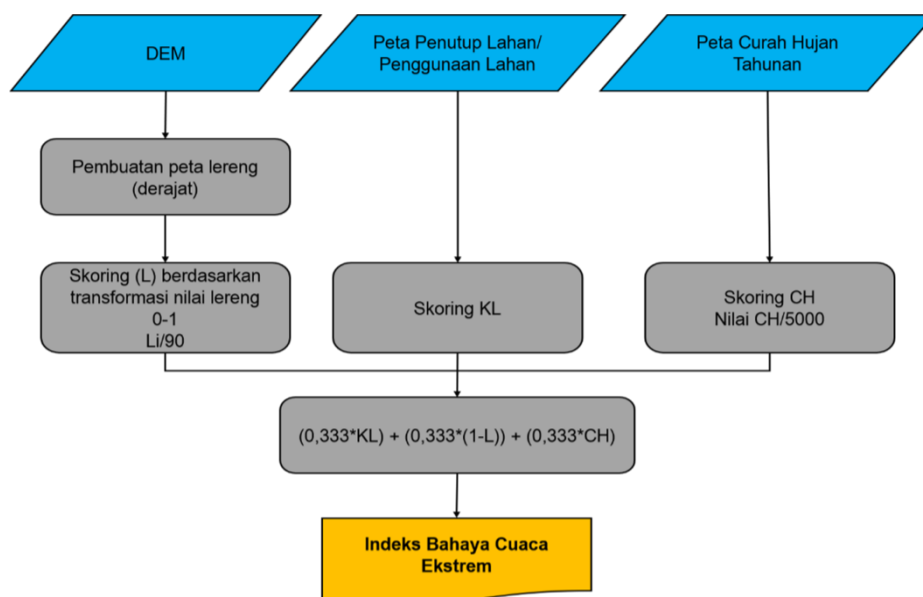 DEM
Peta Penutup Lahan/
Penggunaan Lahan
Peta Curah Hujan
Tahunan
Pembuatan peta lereng
(derajat)
Skoring (L) berdasarkan
transformasi nilai lereng
0-1
Li/90
Skoring KL
Skoring CH
Nilai CH/5000
(0,333*KL) + (0,333*(1-L)) + (0,333*CH)
Indeks Bahaya Cuaca
Ekstrem